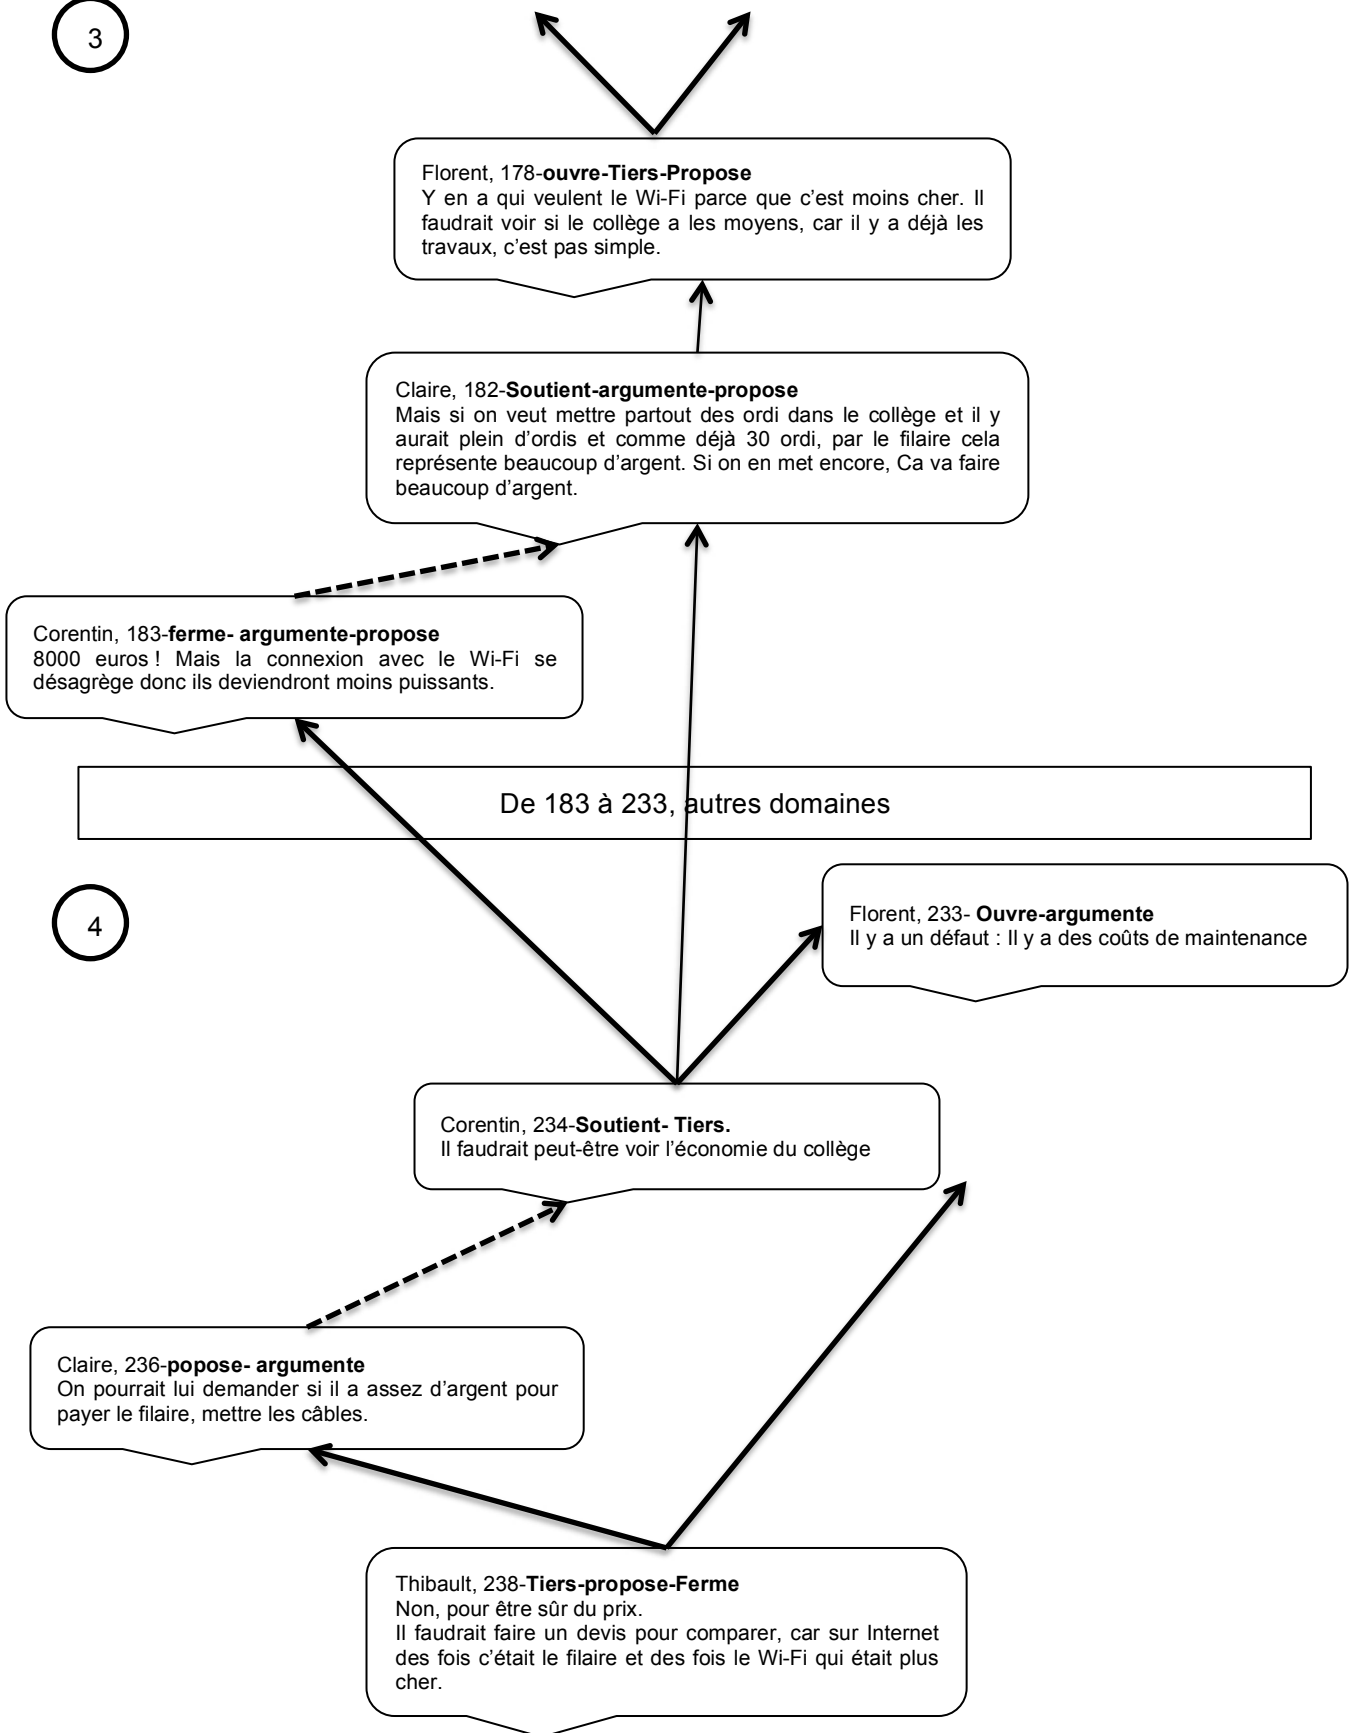 3
Florent, 178-ouvre-Tiers-Propose
Y en a qui veulent le Wi-Fi parce que c’est moins cher. Il
faudrait voir si le collège a les moyens, car il y a déjà les
travaux, c’est pas simple.
Claire, 182-Soutient-argumente-propose
Mais si on veut mettre partout des ordi dans le collège et il y
aurait plein d’ordis et comme déjà 30 ordi, par le filaire cela
représente beaucoup d’argent. Si on en met encore, Ca va faire
beaucoup d’argent.
Corentin, 183-ferme- argumente-propose
8000 euros ! Mais la connexion avec le Wi-Fi se
désagrège donc ils deviendront moins puissants.
De 183 à 233, autres domaines
4
Florent, 233- Ouvre-argumente
Il y a un défaut : Il y a des coûts de maintenance
Corentin, 234-Soutient- Tiers.
Il faudrait peut-être voir l’économie du collège
Claire, 236-popose- argumente
On pourrait lui demander si il a assez d’argent pour
payer le filaire, mettre les câbles.
Thibault, 238-Tiers-propose-Ferme
Non, pour être sûr du prix.
Il faudrait faire un devis pour comparer, car sur Internet
des fois c’était le filaire et des fois le Wi-Fi qui était plus
cher.